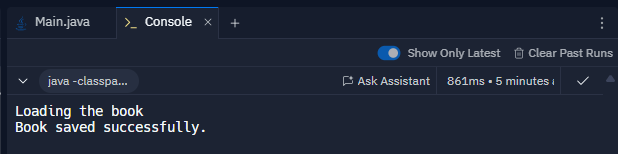 Main.java
Console
Show Only Latest
Clear Past Runs
java -classpa...
Ask Assistant
861ms • 5 minutes
Loading the book
Book saved successfully.